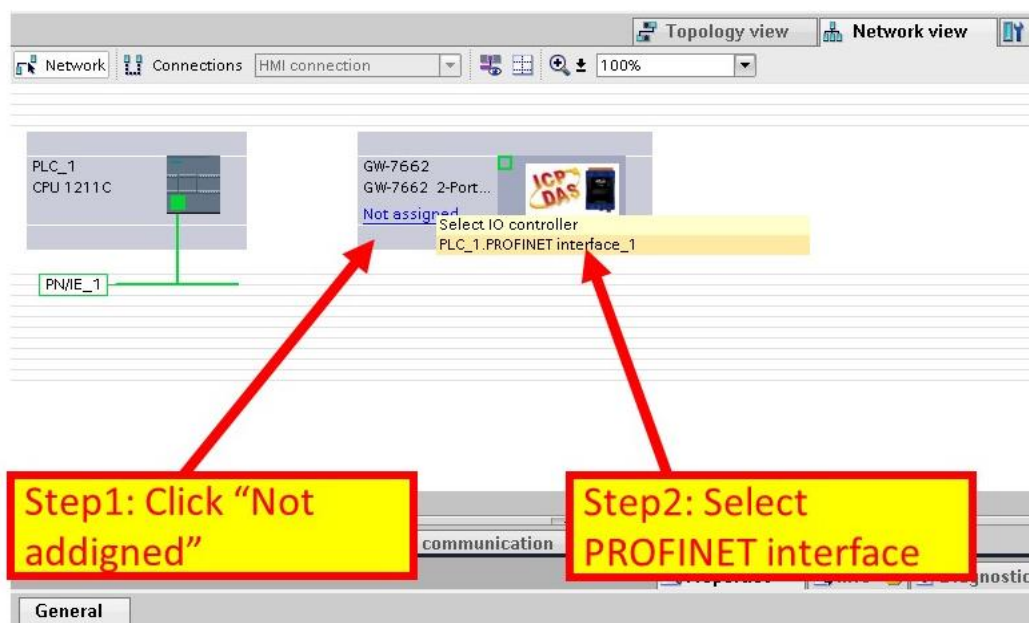 Topology view
Network view
Network
Connections
HMI connection
100%
PLC_1
CPU 1211C
GW-7662
GW-7662 2-Port...
ICP
DAS
Not assigned
Select IO controller
PLC_1.PROFINET interface_1
PN/IE_1
Step1: Click “Not
addigned”
Step2: Select
PROFINET interface
communication
General